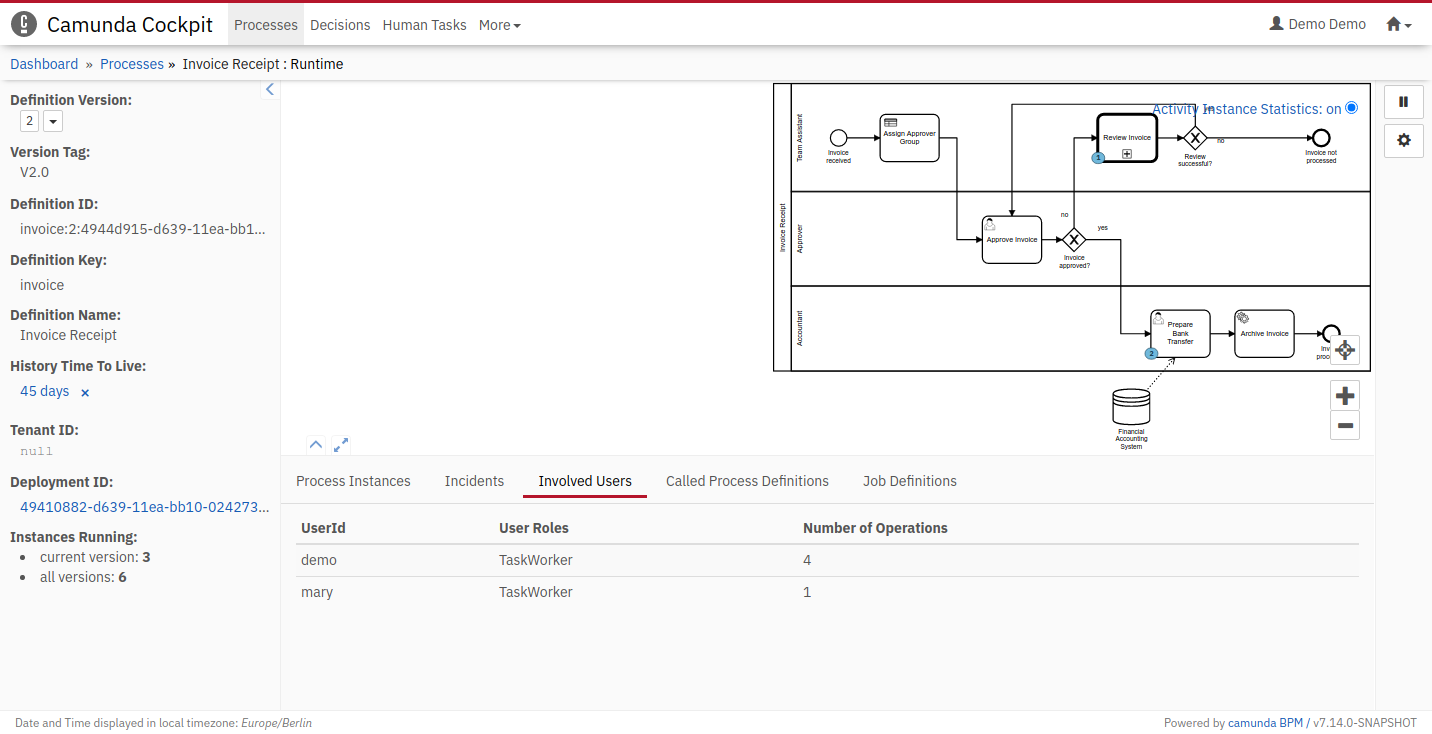 Camunda Cockpit
Processes
Decisions
Human Tasks
More
Demo Demo
Dashboard » Processes » Invoice Receipt : Runtime
Definition Version:
2
Version Tag:
V2.0
Definition ID:
invoice:2:4944d915-d639-11ea-bb1...
Definition Key:
invoice
Definition Name:
Invoice Receipt
History Time To Live:
45 days ×
Tenant ID:
null
Deployment ID:
49410882-d639-11ea-bb10-024273...
Instances Running:
current version: 3
all versions: 6
Activity Instance Statistics: on
Invoice Receipt
Team Assistant
Invoice
received
Assign Approver
Group
Review Invoice
1
Review
successful?
no
Invoice not
processed
Approver
Approve Invoice
no
Invoice
approved?
yes
Accountant
Prepare
Bank
Transfer
2
Archive Invoice
Financial
Accounting
System
Process Instances
Incidents
Involved Users
Called Process Definitions
Job Definitions
UserId User Roles Number of Operations
demo TaskWorker 4
mary TaskWorker 1
Date and Time displayed in local timezone: Europe/Berlin
Powered by camunda BPM / v7.14.0-SNAPSHOT